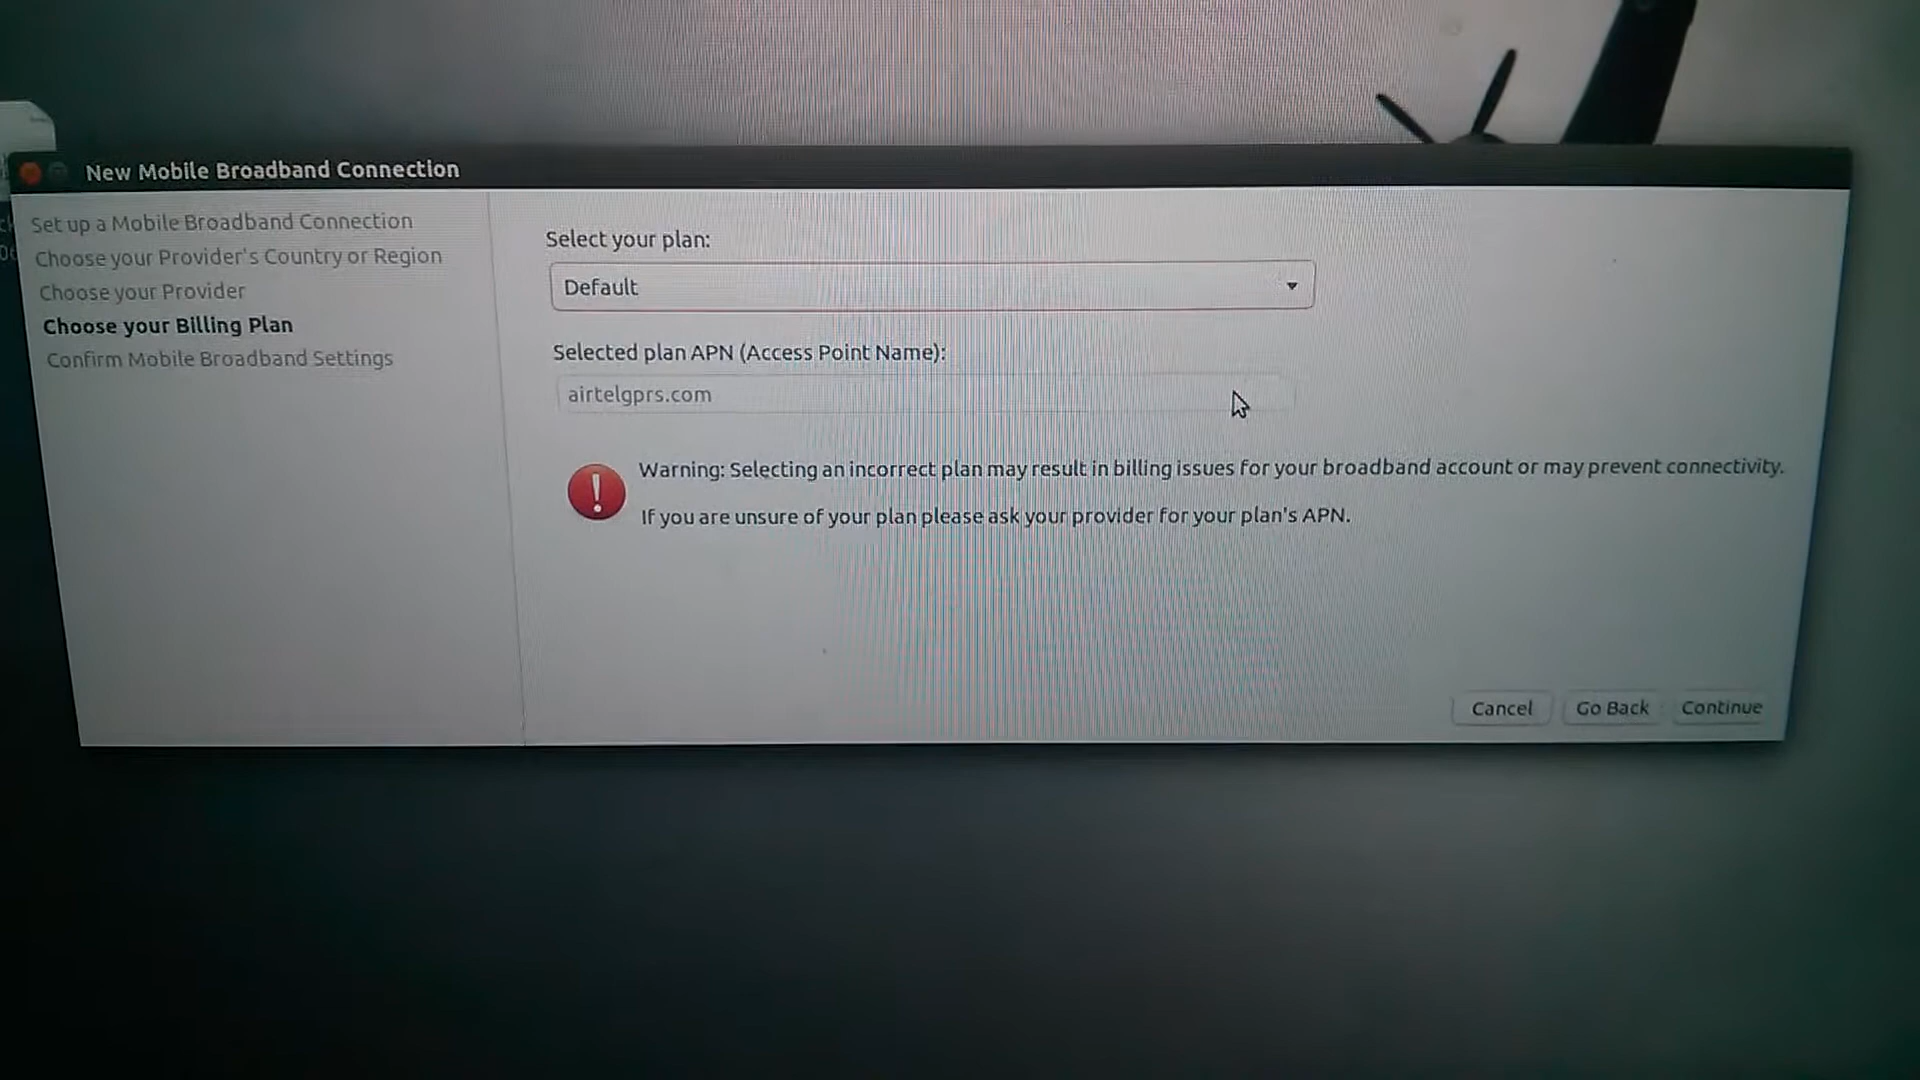 New Mobile Broadband Connection
Set up a Mobile Broadband Connection
Choose your Provider's Country or Region
Choose your Provider
Choose your Billing Plan
Confirm Mobile Broadband Settings
Select your plan:
Default
Selected plan APN (Access Point Name):
airtelgprs.com
Warning: Selecting an incorrect plan may result in billing issues for your broadband account or may prevent connectivity.
If you are unsure of your plan please ask your provider for your plan's APN.
Cancel
Go Back
Continue